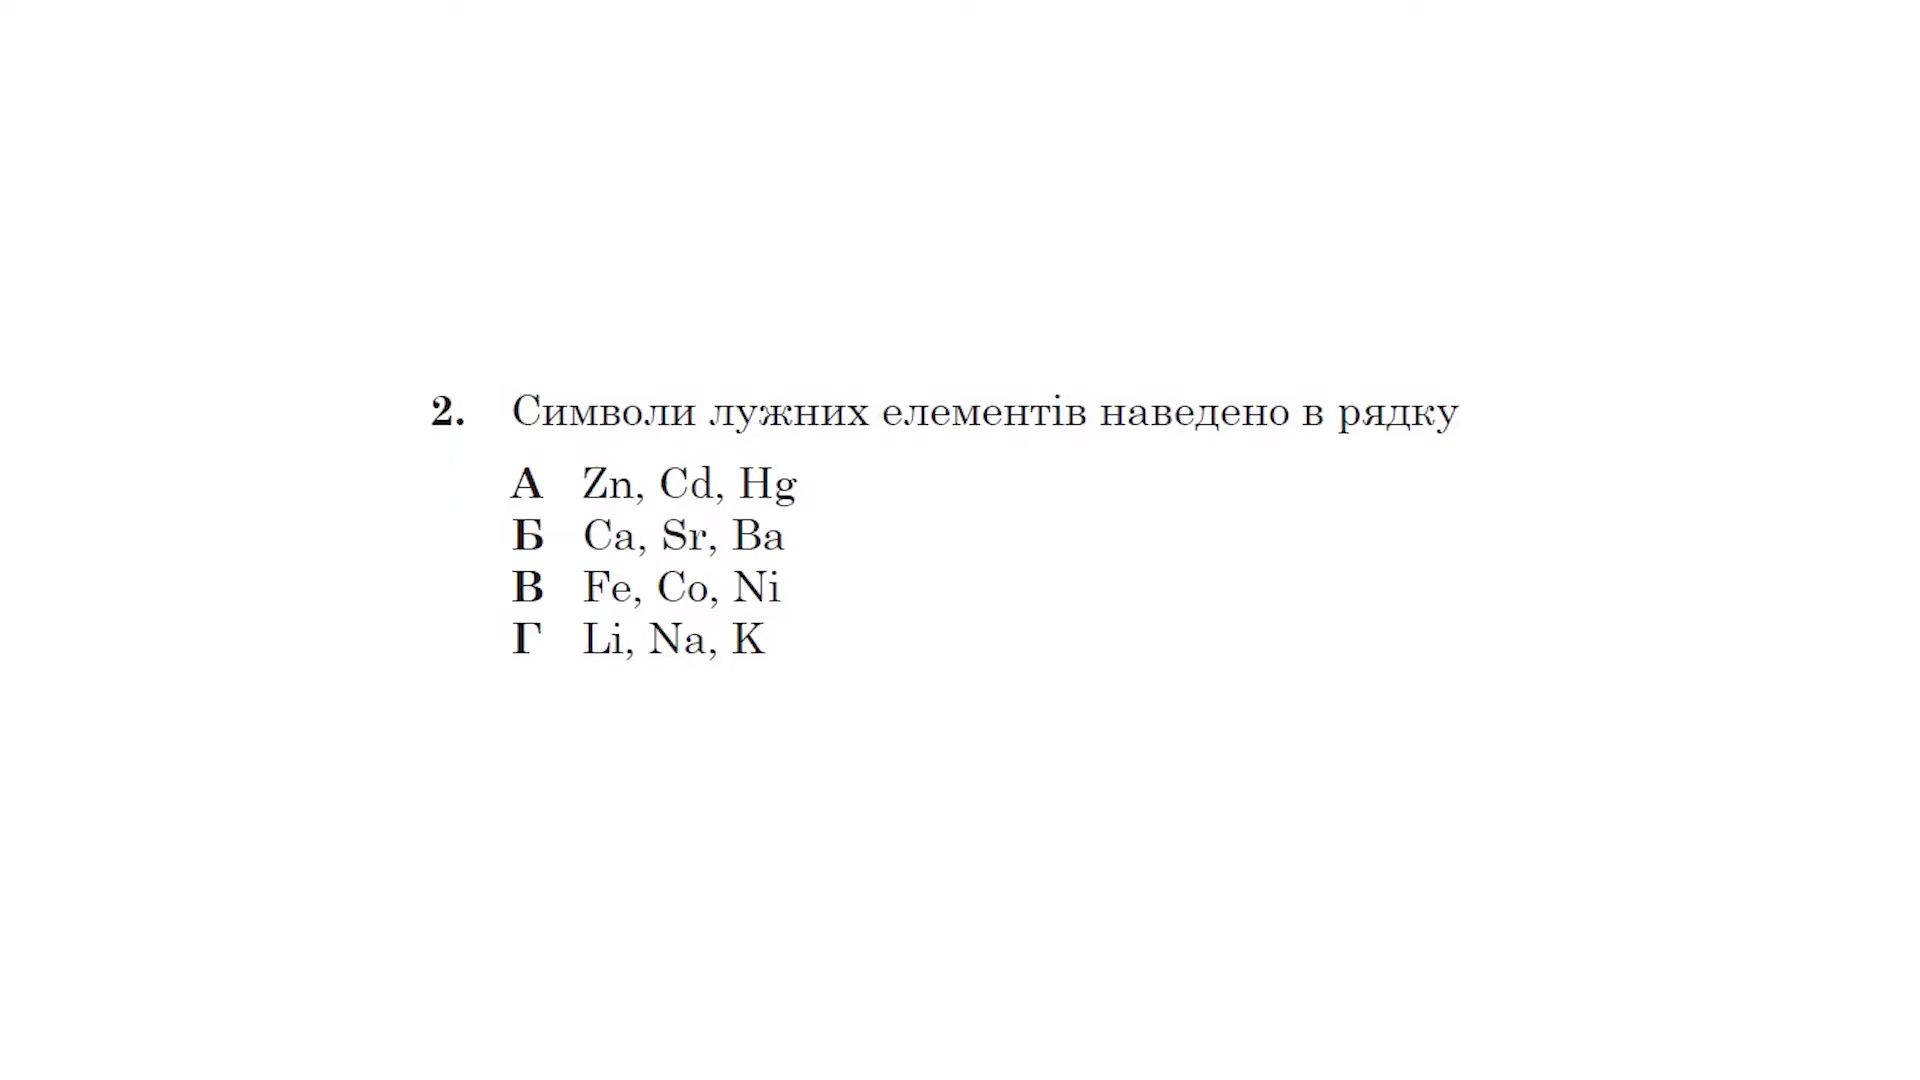 2. Символи лужних елементів наведено в рядку
А Zn, Cd, Hg
Б Ca, Sr, Ba
В Fe, Co, Ni
Г Li, Na, K